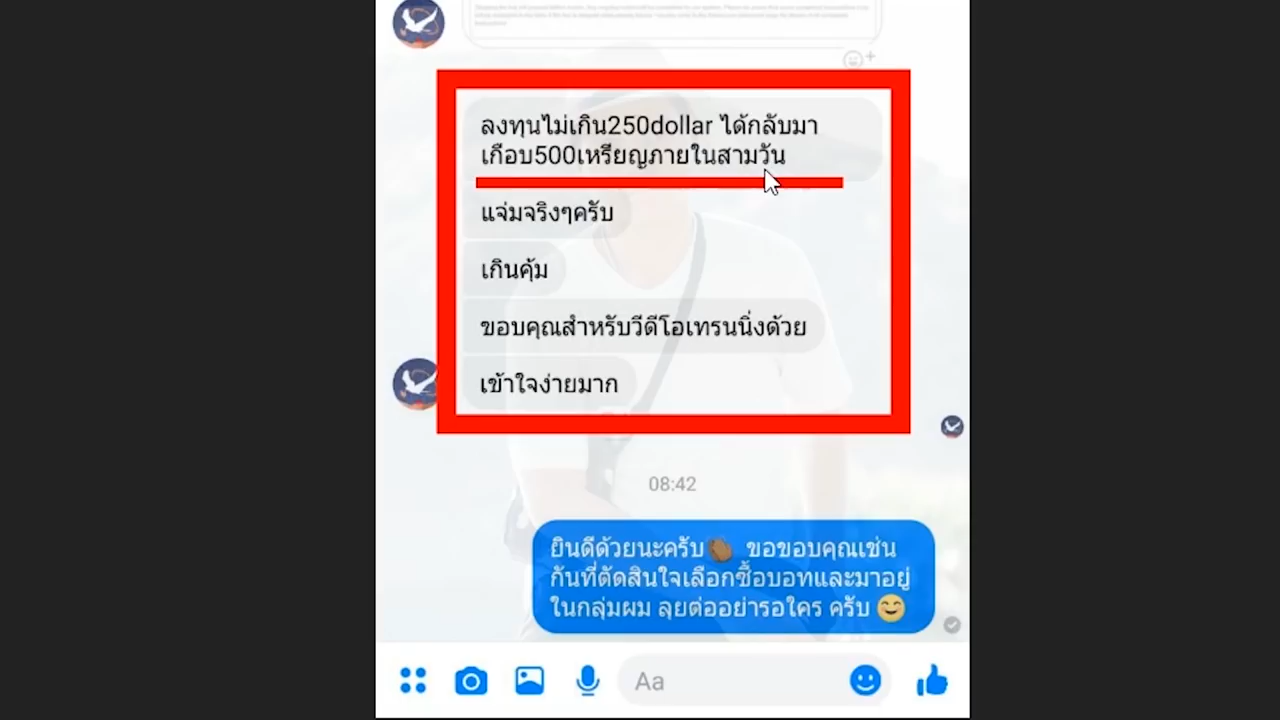 ลงทุนไม่เกิน250dollar ได้กลับมา
เกือบ500เหรียญภายในสามวัน
แจ่มจริงๆครับ
เกินคุ้ม
ขอบคุณสำหรับวีดีโอเทรนนิ่งด้วย
เข้าใจง่ายมาก
08:42
ยินดีด้วยนะครับ👏🏾 ขอขอบคุณเช่น
กันที่ตัดสินใจเลือกซื้อบอทและมาอยู่
ในกลุ่มผม ลุยต่ออย่ารอใคร ครับ😊
Aa